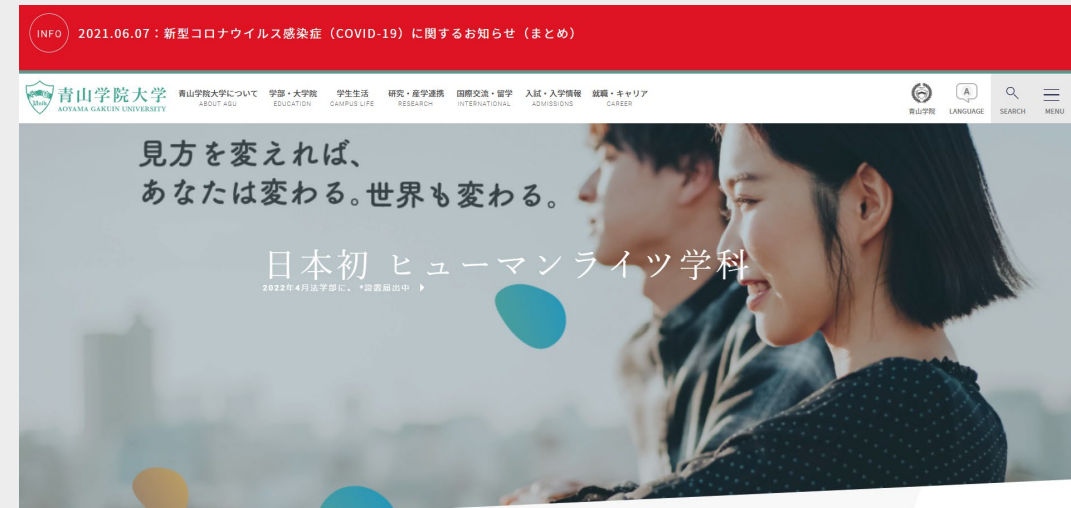 INFO
2021.06.07：新型コロナウイルス感染症（COVID-19）に関するお知らせ（まとめ）
青山学院大学
AOYAMA GAKUIN UNIVERSITY
青山学院大学について
ABOUT AGU
学部・大学院
EDUCATION
学生生活
CAMPUS LIFE
研究・産学連携
RESEARCH
国際交流・留学
INTERNATIONAL
入試・入学情報
ADMISSIONS
就職・キャリア
CAREER
青山学院
A
LANGUAGE
SEARCH
MENU
見方を変えれば、
あなたは変わる。世界も変わる。
日本初 ヒューマンライツ学科
2022年4月法学部に。 *設置届出中